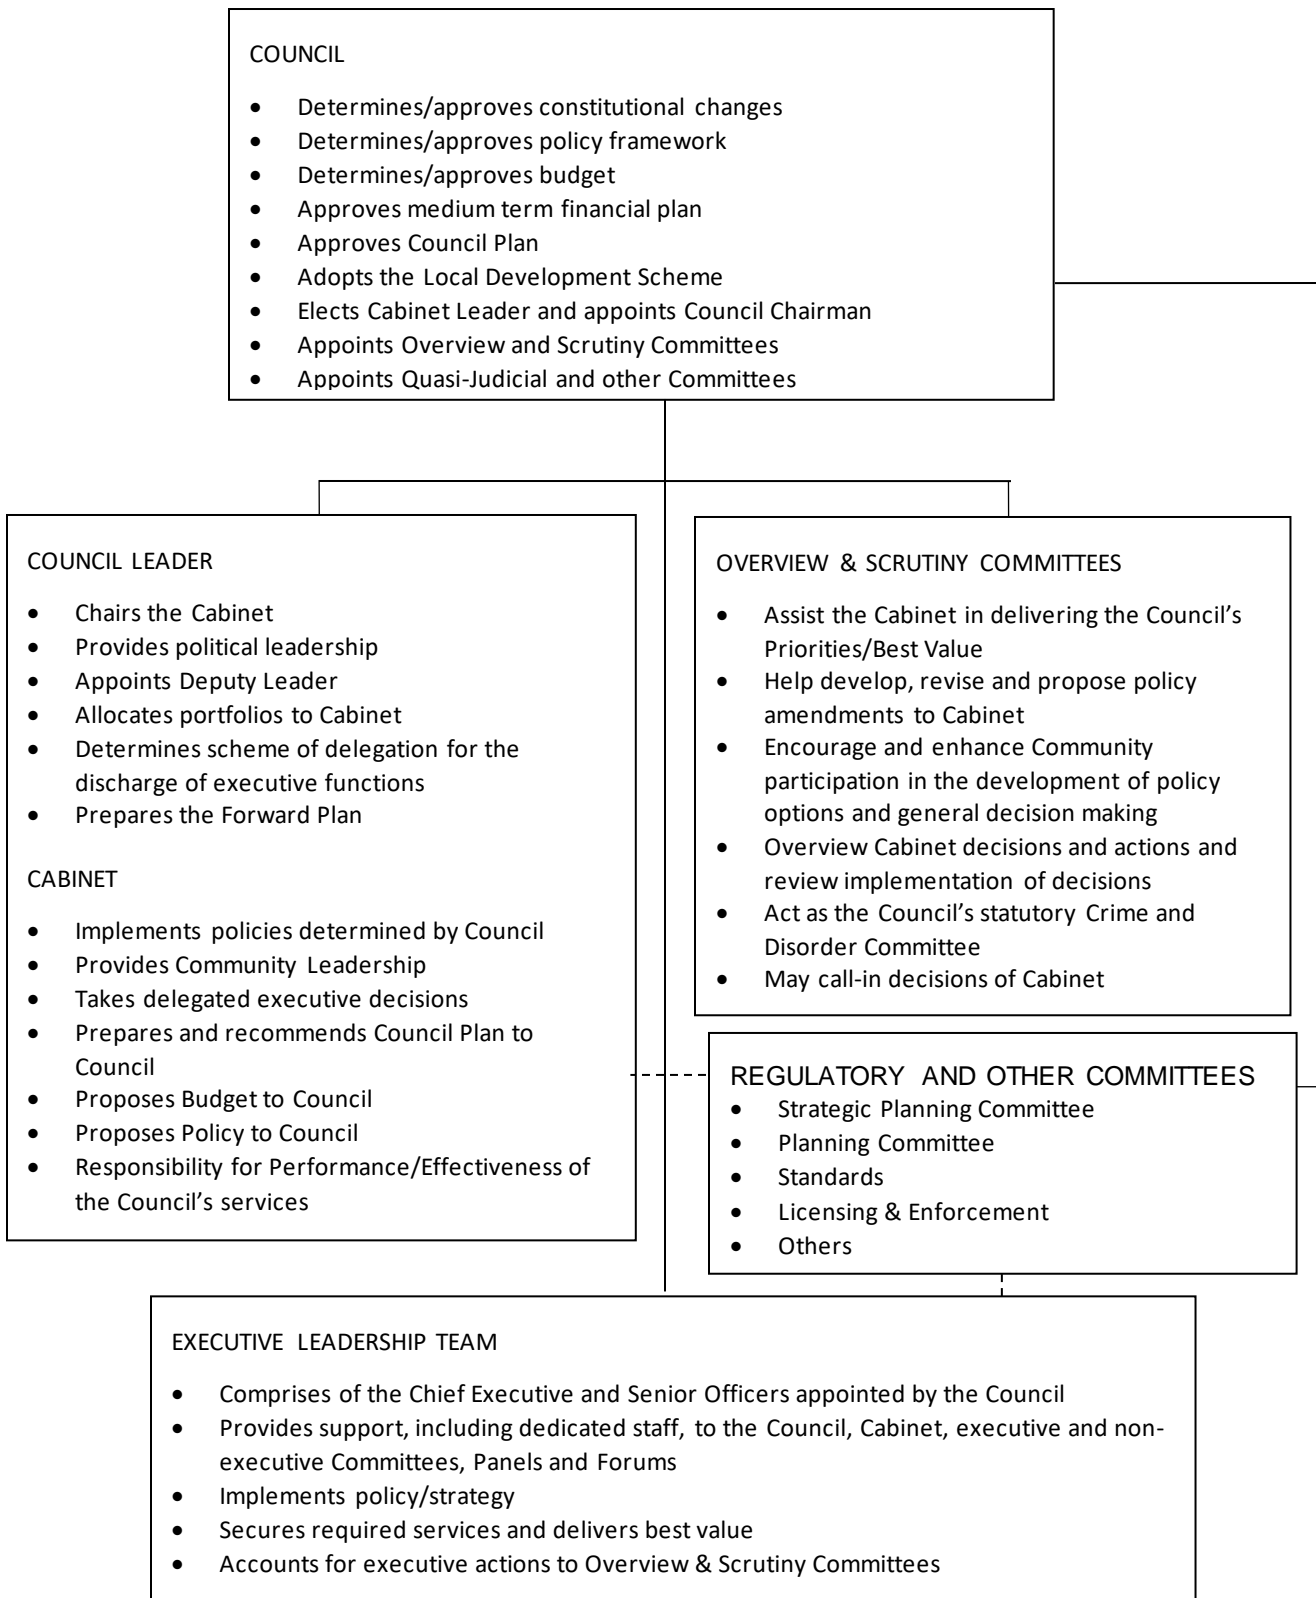 COUNCIL
• Determines/approves constitutional changes
• Determines/approves policy framework
• Determines/approves budget
• Approves medium term financial plan
• Approves Council Plan
• Adopts the Local Development Scheme
• Elects Cabinet Leader and appoints Council Chairman
• Appoints Overview and Scrutiny Committees
• Appoints Quasi-Judicial and other Committees
COUNCIL LEADER
• Chairs the Cabinet
• Provides political leadership
• Appoints Deputy Leader
• Allocates portfolios to Cabinet
• Determines scheme of delegation for the
discharge of executive functions
• Prepares the Forward Plan
CABINET
• Implements policies determined by Council
• Provides Community Leadership
• Takes delegated executive decisions
• Prepares and recommends Council Plan to
Council
• Proposes Budget to Council
• Proposes Policy to Council
• Responsibility for Performance/Effectiveness of
the Council’s services
OVERVIEW & SCRUTINY COMMITTEES
• Assist the Cabinet in delivering the Council’s
Priorities/Best Value
• Help develop, revise and propose policy
amendments to Cabinet
• Encourage and enhance Community
participation in the development of policy
options and general decision making
• Overview Cabinet decisions and actions and
review implementation of decisions
• Act as the Council’s statutory Crime and
Disorder Committee
• May call-in decisions of Cabinet
REGULATORY AND OTHER COMMITTEES
• Strategic Planning Committee
• Planning Committee
• Standards
• Licensing & Enforcement
• Others
EXECUTIVE LEADERSHIP TEAM
• Comprises of the Chief Executive and Senior Officers appointed by the Council
• Provides support, including dedicated staff, to the Council, Cabinet, executive and non-
executive Committees, Panels and Forums
• Implements policy/strategy
• Secures required services and delivers best value
• Accounts for executive actions to Overview & Scrutiny Committees